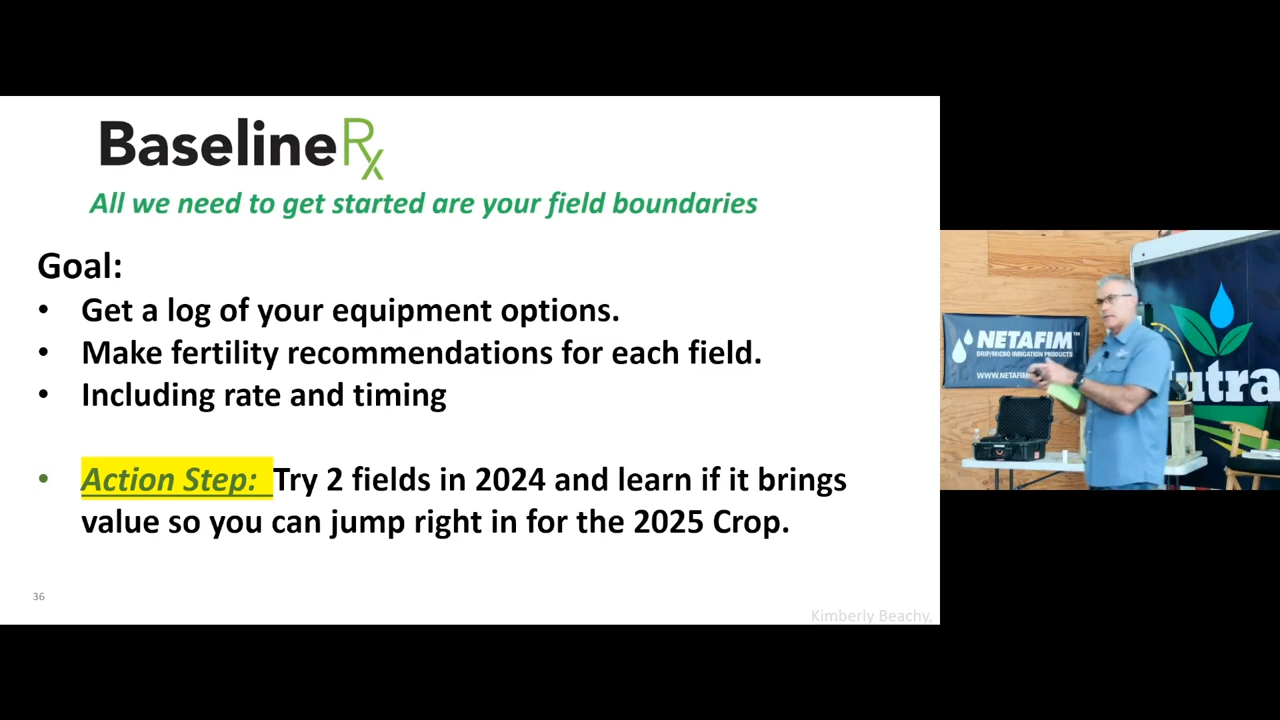 BaselineRx
All we need to get started are your field boundaries
Goal:
• Get a log of your equipment options.
• Make fertility recommendations for each field.
• Including rate and timing
• Action Step: Try 2 fields in 2024 and learn if it brings
value so you can jump right in for the 2025 Crop.
36
Kimberly Beachy,
NETAFIM™
DRIP/MICRO IRRIGATION PRODUCTS
WWW.NETAFIM
utra